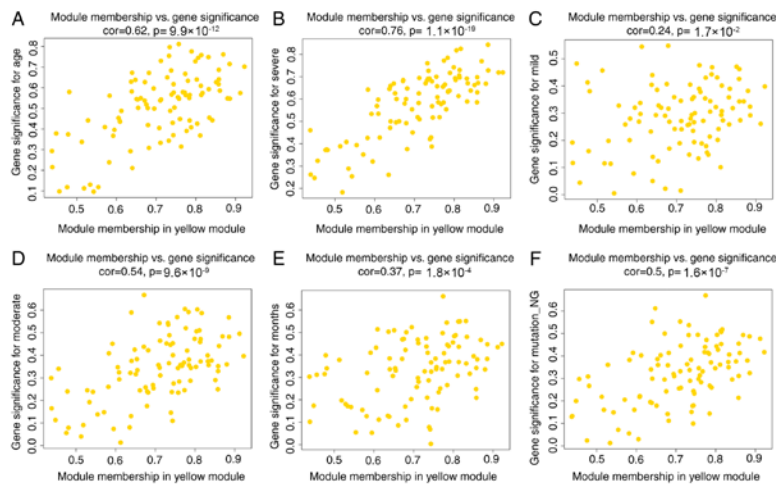 A
Module membership vs. gene significance
cor=0.62, p= 9.9×10-12
Gene significance for age
0.1 0.2 0.3 0.4 0.5 0.6 0.7 0.8
0.5 0.6 0.7 0.8 0.9
Module membership in yellow module
B
Module membership vs. gene significance
cor=0.76, p= 1.1×10-19
Gene significance for severe
0.2 0.3 0.4 0.5 0.6 0.7 0.8
0.5 0.6 0.7 0.8 0.9
Module membership in yellow module
C
Module membership vs. gene significance
cor=0.24, p= 1.7×10-2
Gene significance for mild
0.0 0.1 0.2 0.3 0.4 0.5
0.5 0.6 0.7 0.8 0.9
Module membership in yellow module
D
Module membership vs. gene significance
cor=0.54, p=9.6×10-9
Gene significance for moderate
0.0 0.1 0.2 0.3 0.4 0.5 0.6
0.5 0.6 0.7 0.8 0.9
Module membership in yellow module
E
Module membership vs. gene significance
cor=0.37, p= 1.8×10-4
Gene significance for months
0.0 0.1 0.2 0.3 0.4 0.5 0.6
0.5 0.6 0.7 0.8 0.9
Module membership in yellow module
F
Module membership vs. gene significance
cor=0.5, p= 1.6×10-7
Gene significance for mutation_NG
0.0 0.1 0.2 0.3 0.4 0.5 0.6
0.5 0.6 0.7 0.8 0.9
Module membership in yellow module